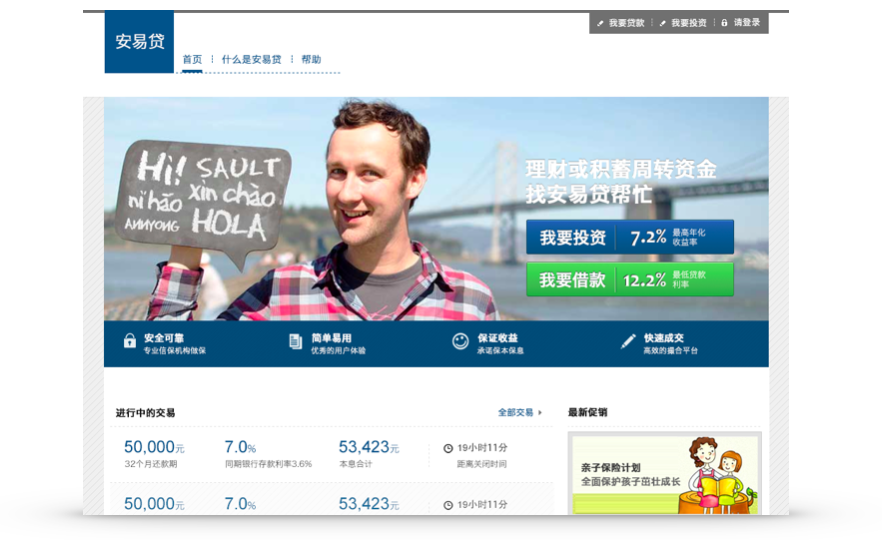 安易贷
我要贷款
我要投资
请登录
首页
什么是安易贷
帮助
Hi! SAULT
nǐ hǎo xin chào
ANNYONG HOLA
理财或积蓄周转资金
找安易贷帮忙
我要投资 7.2% 最高年化
收益率
我要借款 12.2% 最低贷款
利率
安全可靠
专业信保机构做保
简单易用
优秀的用户体验
保证收益
承诺保本保息
快速成交
高效的撮合平台
进行中的交易
全部交易
最新促销
50,000元 7.0% 53,423元 19小时11分
32个月还款期 同期银行存款利率3.6% 本息合计 距离关闭时间
50,000元 7.0% 53,423元 19小时11分
亲子保险计划
全面保护孩子茁壮成长